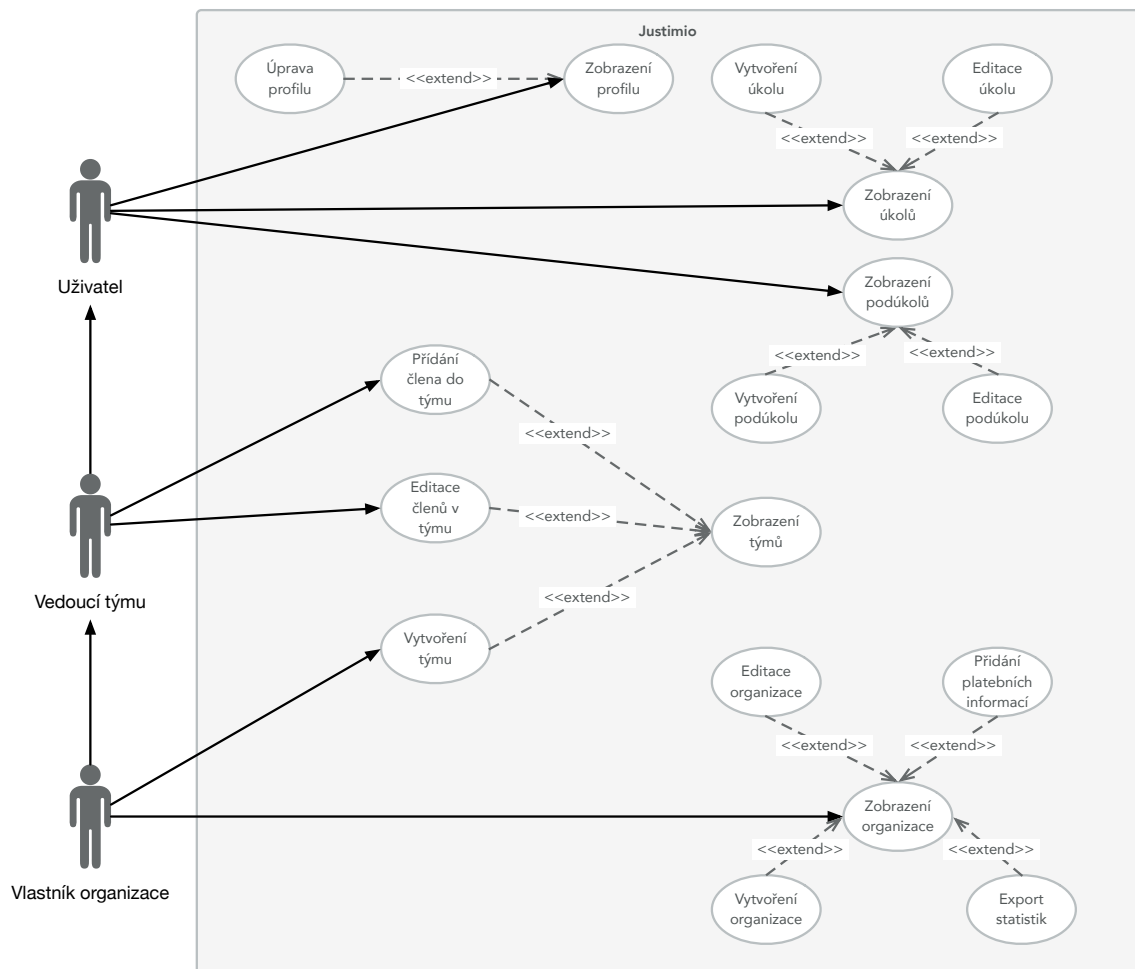 Justimio
Úprava
profilu
<<extend>>
Zobrazení
profilu
Vytvoření
úkolu
Editace
úkolu
<<extend>>
<<extend>>
Zobrazení
úkolů
Uživatel
Zobrazení
podúkolů
<<extend>>
<<extend>>
Vytvoření
podúkolu
Editace
podúkolu
Přídání
člena do
týmu
<<extend>>
Editace
členů v
týmu
<<extend>>
Zobrazení
týmů
Vedoucí týmu
<<extend>>
Vytvoření
týmu
Editace
organizace
Přidání
platebních
informací
<<extend>>
<<extend>>
Zobrazení
organizace
<<extend>>
<<extend>>
Vlastník organizace
Vytvoření
organizace
Export
statistik